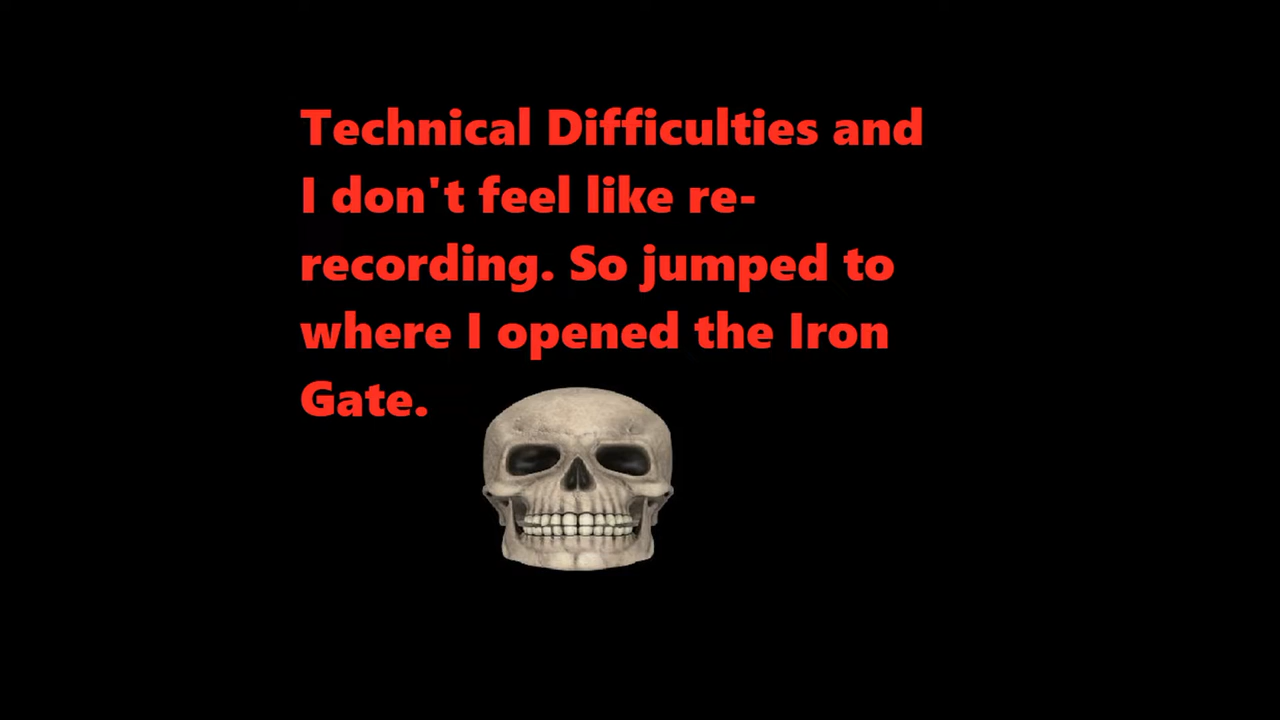 Technical Difficulties and
I don't feel like re-
recording. So jumped to
where I opened the Iron
Gate.